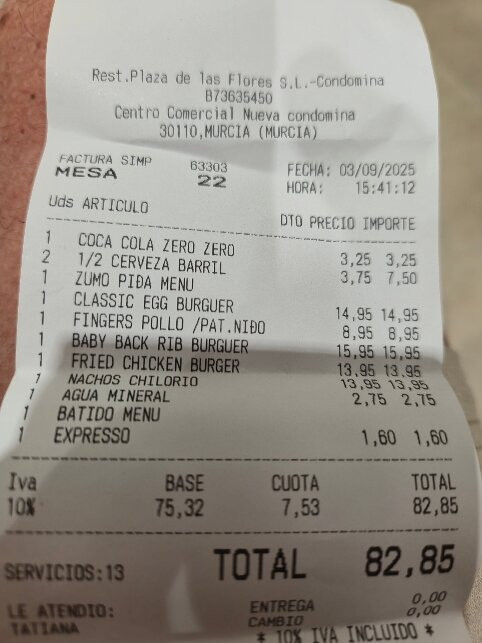 Rest.Plaza de las Flores S.L.-Condomina
B73635450
Centro Comercial Nueva condomina
30110,MURCIA (MURCIA)
FACTURA SIMP 63303 FECHA: 03/09/2025
MESA 22 HORA: 15:41:12
Uds ARTICULO DTO PRECIO IMPORTE
1 COCA COLA ZERO ZERO 3,25 3,25
2 1/2 CERVEZA BARRIL 3,75 7,50
1 ZUMO PIÐA MENU
1 CLASSIC EGG BURGUER 14,95 14,95
1 FINGERS POLLO /PAT.NIÐO 8,95 8,95
1 BABY BACK RIB BURGUER 15,95 15,95
1 FRIED CHICKEN BURGER 13,95 13,95
1 NACHOS CHILORIO 13,95 13,95
1 AGUA MINERAL 2,75 2,75
1 BATIDO MENU
1 EXPRESSO 1,60 1,60
Iva BASE CUOTA TOTAL
10% 75,32 7,53 82,85
SERVICIOS:13 TOTAL 82,85
LE ATENDIO: ENTREGA 0,00
TATIANA CAMBIO 0,00
* 10% IVA INCLUIDO *